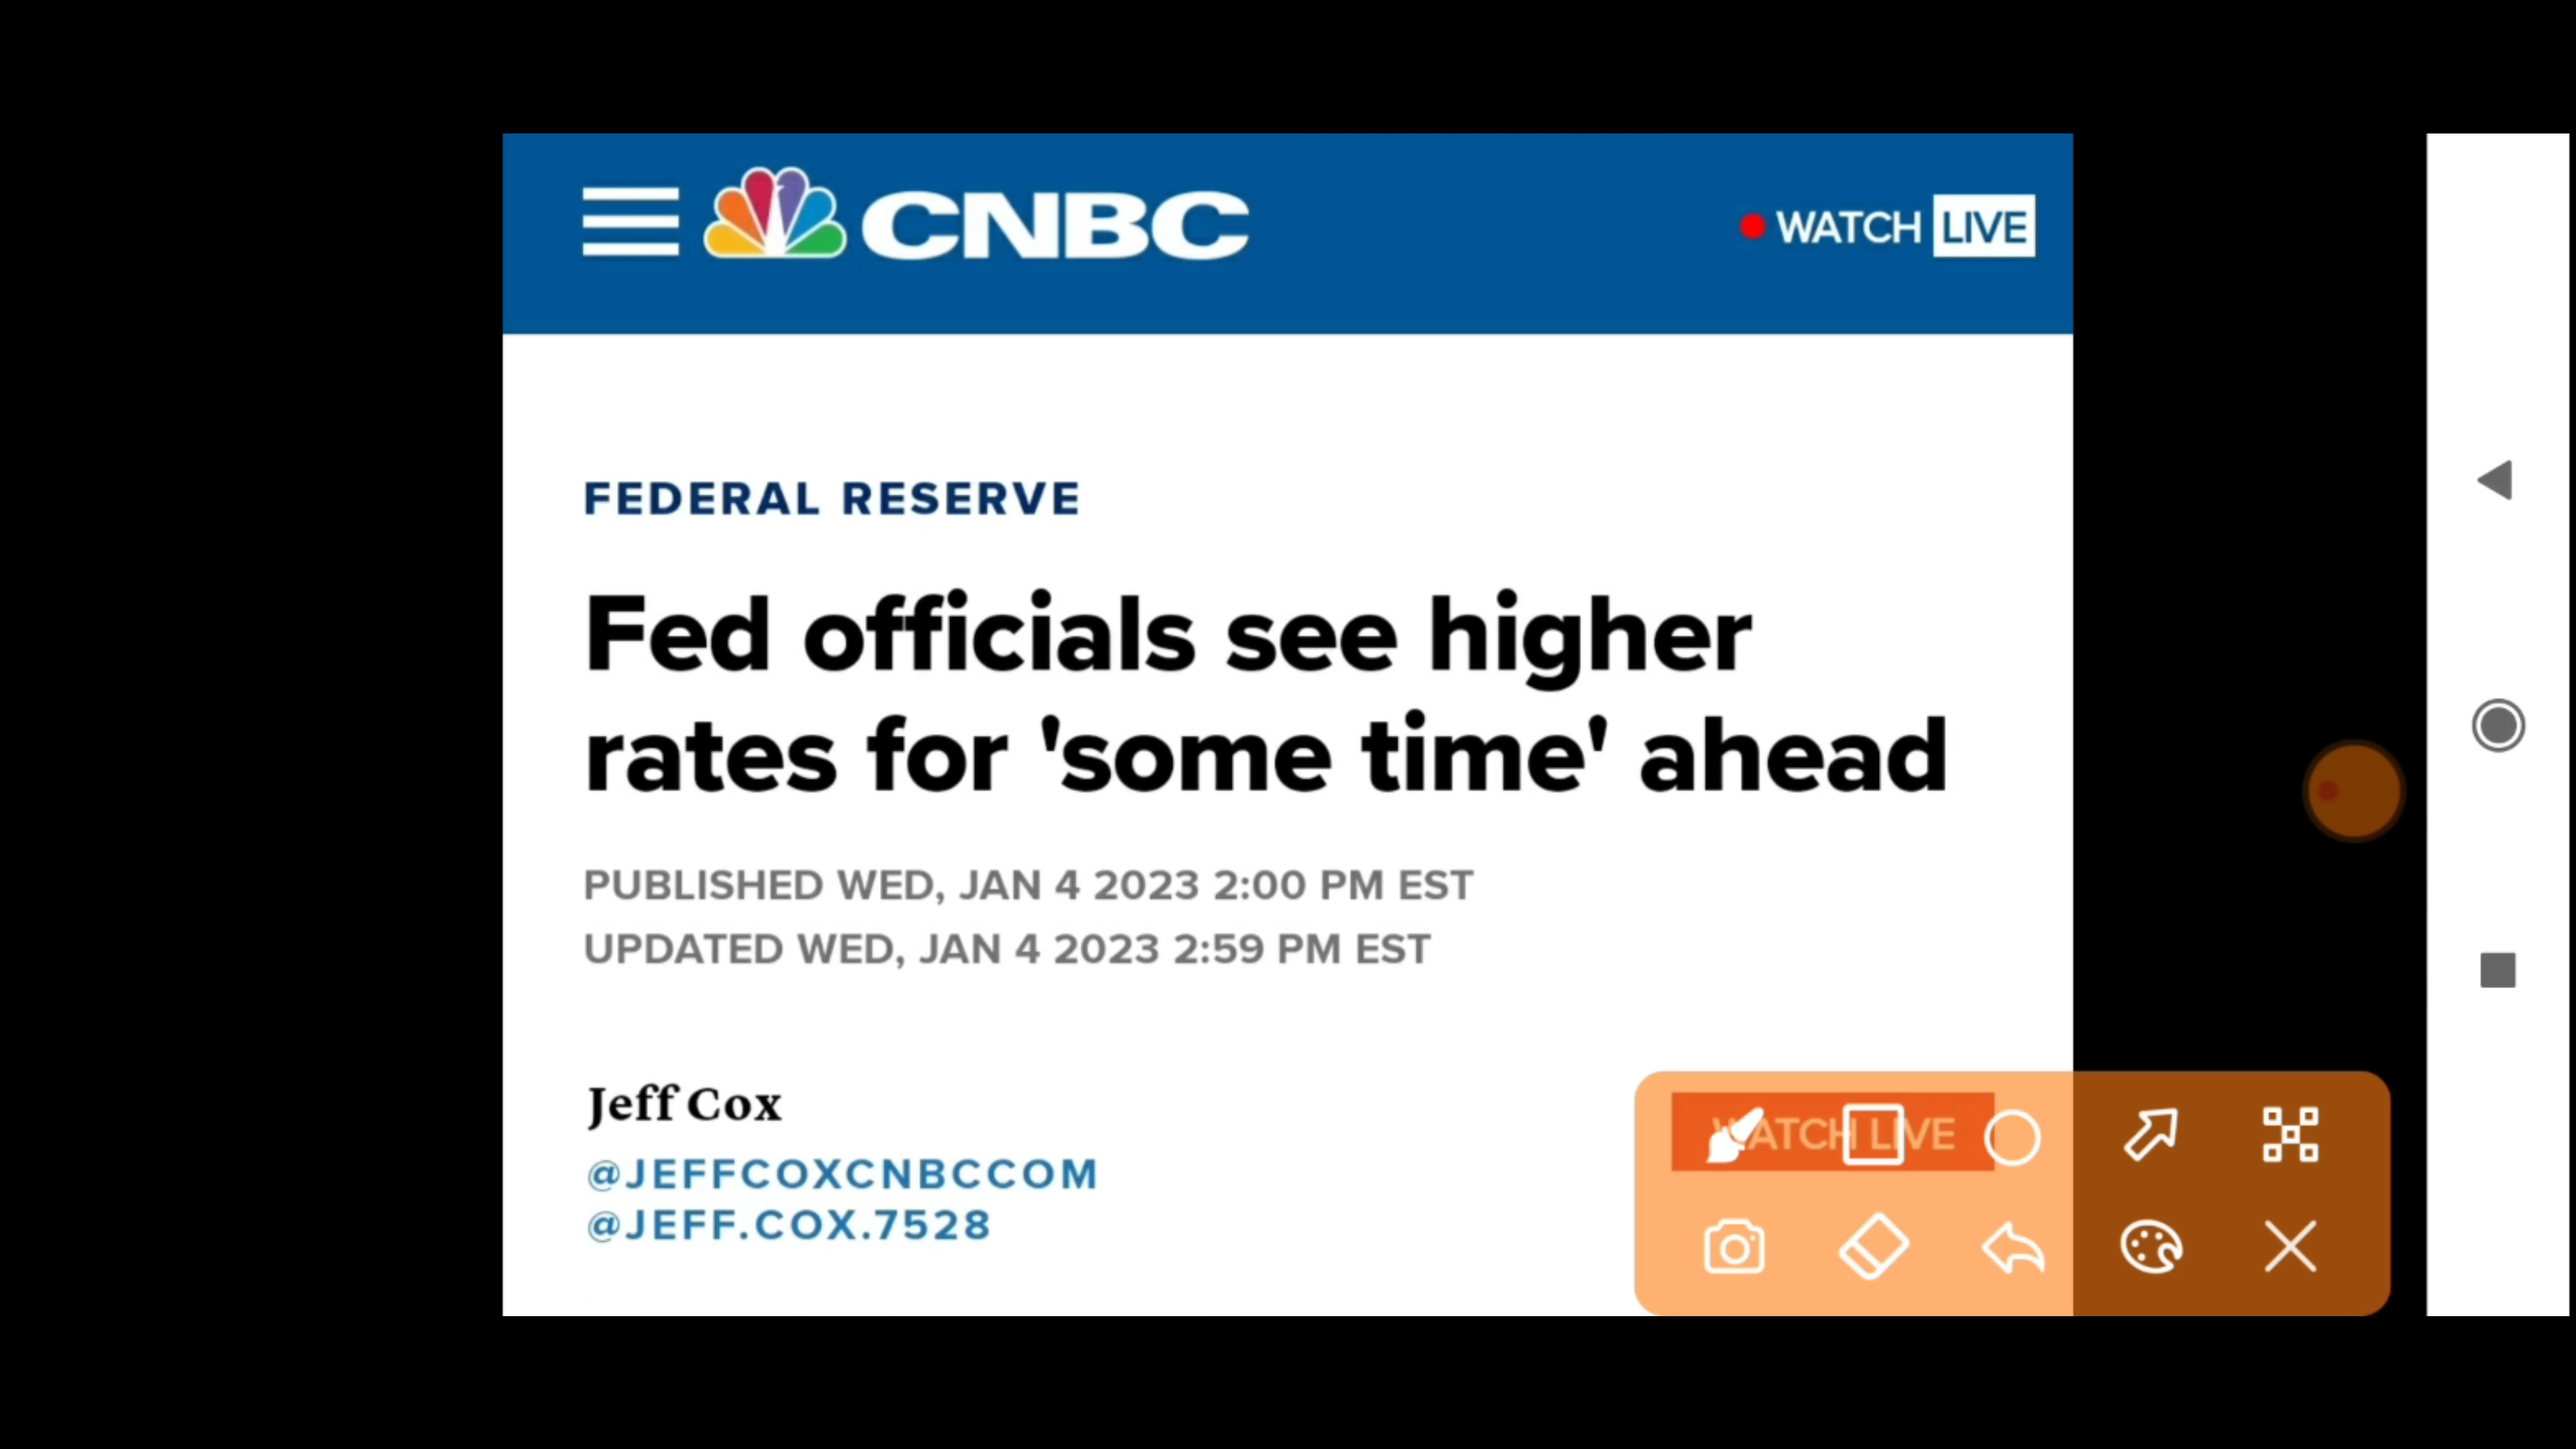 CNBC
WATCH LIVE
FEDERAL RESERVE
Fed officials see higher
rates for 'some time' ahead
PUBLISHED WED, JAN 4 2023 2:00 PM EST
UPDATED WED, JAN 4 2023 2:59 PM EST
Jeff Cox
@JEFFCOXCNBCCOM
@JEFF.COX.7528
WATCH LIVE